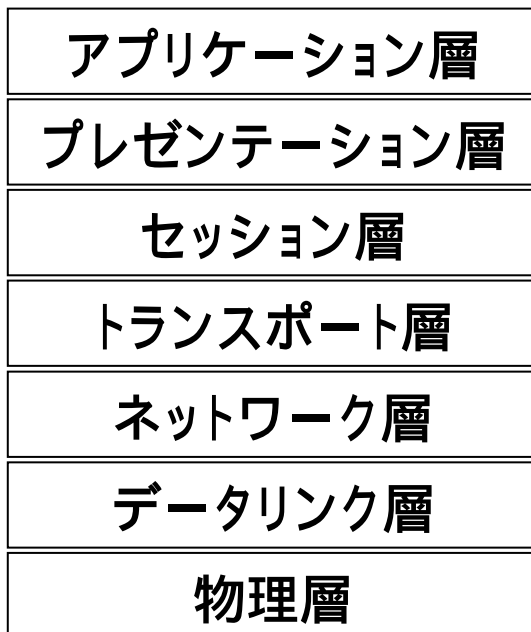 アプリケーション層
プレゼンテーション層
セッション層
トランスポート層
ネットワーク層
データリンク層
物理層